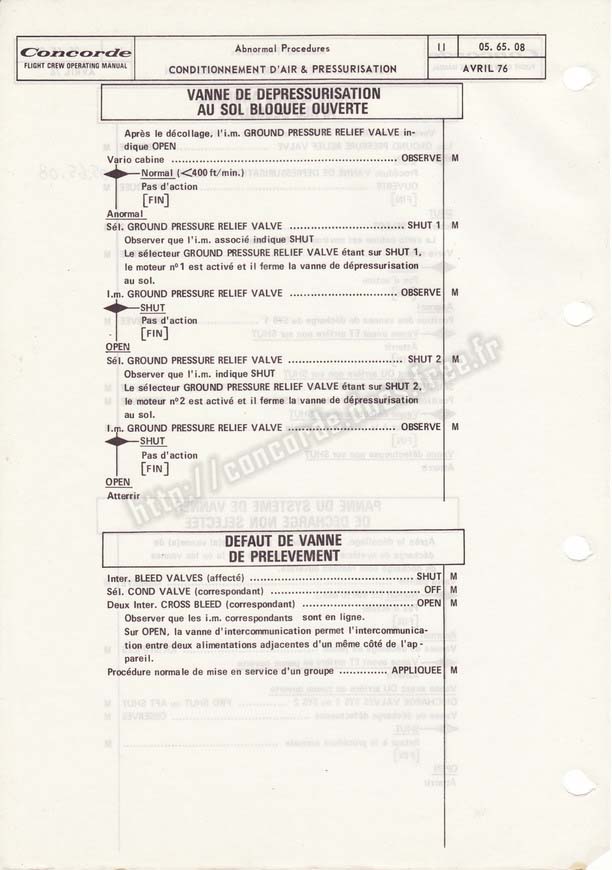 Concorde
FLIGHT CREW OPERATING MANUAL
Abnormal Procedures
CONDITIONNEMENT D'AIR & PRESSURISATION
11
05. 65. 08
AVRIL 76
VANNE DE DEPRESSURISATION
AU SOL BLOQUEE OUVERTE
Après le décollage, l'i.m. GROUND PRESSURE RELIEF VALVE in-
dique OPEN
Vario cabine ........ OBSERVE M
Normal (<400 ft/min.)
Pas d'action
[FIN]
Anormal
Sél. GROUND PRESSURE RELIEF VALVE ........ SHUT 1 M
Observer que l'i.m. associé indique SHUT
Le sélecteur GROUND PRESSURE RELIEF VALVE étant sur SHUT 1,
le moteur nº1 est activé et il ferme la vanne de dépressurisation
au sol.
I.m. GROUND PRESSURE RELIEF VALVE ........ OBSERVE M
SHUT
Pas d'action
[FIN]
OPEN
Sél. GROUND PRESSURE RELIEF VALVE ........ SHUT 2 M
Observer que l'i.m. indique SHUT
Le sélecteur GROUND PRESSURE RELIEF VALVE étant sur SHUT 2,
le moteur nº2 est activé et il ferme la vanne de dépressurisation
au sol.
I.m. GROUND PRESSURE RELIEF VALVE ........ OBSERVE M
SHUT
Pas d'action
[FIN]
OPEN
Atterrir
DEFAUT DE VANNE
DE PRELEVEMENT
Inter. BLEED VALVES (affecté) ........ SHUT M
Sél. COND VALVE (correspondant) ........ OFF M
Deux Inter. CROSS BLEED (correspondant) ........ OPEN M
Observer que les i.m. correspondants sont en ligne.
Sur OPEN, la vanne d'intercommunication permet l'intercommunica-
tion entre deux alimentations adjacentes d'un même côté de l'ap-
pareil.
Procédure normale de mise en service d'un groupe ........ APPLIQUEE M